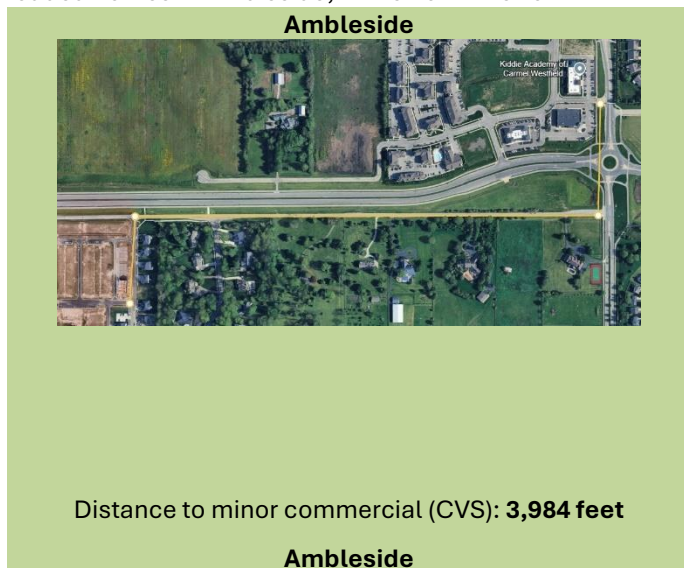 Ambleside
Kiddie Academy of
Carmel Westfield
Distance to minor commercial (CVS): 3,984 feet
Ambleside